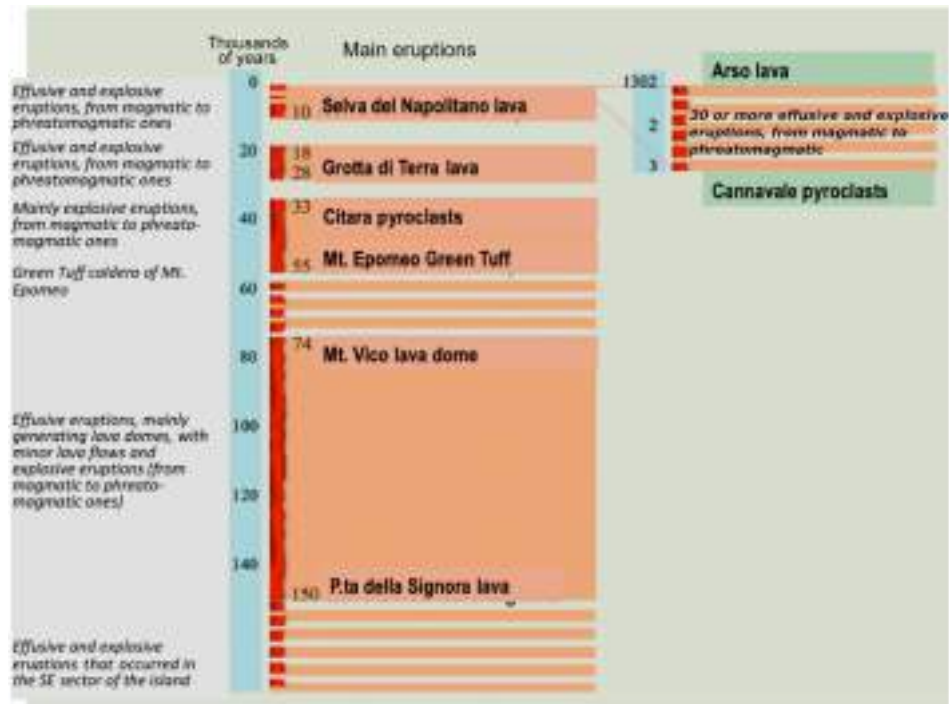 Thousands
of years
Main eruptions
Effusive and explosive
eruptions, from magmatic to
phreatomagmatic ones
Effusive and explosive
eruptions, from magmatic to
phreatomagmatic ones
Mainly explosive eruptions,
from magmatic to phreato-
magmatic ones
Green Tuff caldera of Mt.
Epomeo
Effusive eruptions, mainly
generating lava domes, with
minor lava flows and
explosive eruptions (from
magmatic to phreato-
magmatic ones)
Effusive and explosive
eruptions that occurred in
the SE sector of the island
0
20
40
60
80
100
120
140
10 Selva del Napolitano lava
18
28 Grotta di Terra lava
33
Citara pyroclasts
55 Mt. Epomeo Green Tuff
74
Mt. Vico lava dome
150 P.ta della Signora lava
Arso lava
1302
30 or more effusive and explosive
2 eruptions, from magmatic to
phreatomagmatic
3
Cannavale pyroclasts